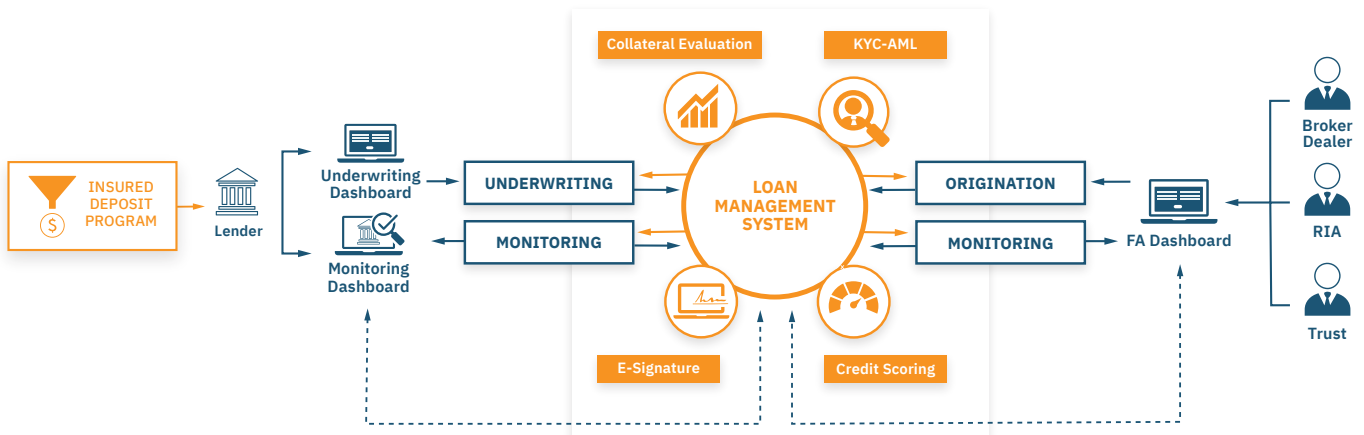 Collateral Evaluation
KYC-AML
INSURED
DEPOSIT
PROGRAM
$
Lender
Underwriting
Dashboard
Monitoring
Dashboard
UNDERWRITING
MONITORING
LOAN
MANAGEMENT
SYSTEM
ORIGINATION
MONITORING
FA Dashboard
Broker
Dealer
RIA
Trust
E-Signature
Credit Scoring